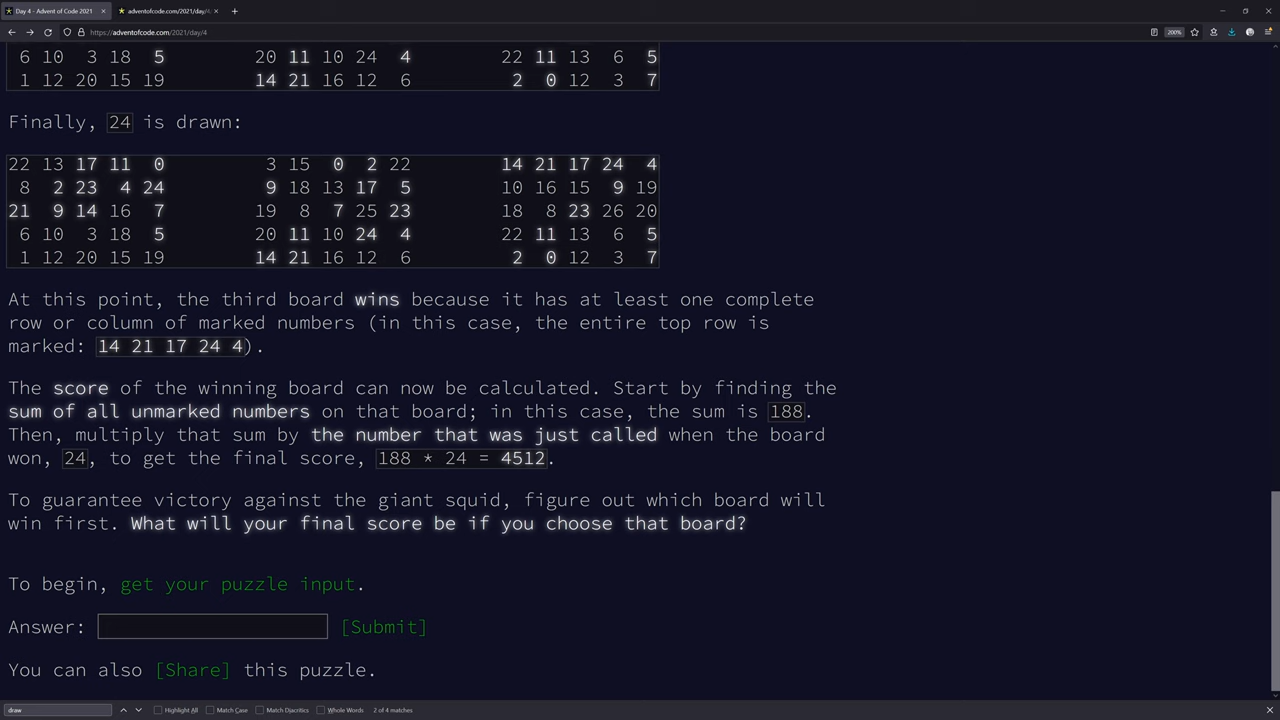 Day 4 - Advent of Code 2021
adventofcode.com/2021/day/4
https://adventofcode.com/2021/day/4
200%
6 10 3 18 5 20 11 10 24 4 22 11 13 6 5
1 12 20 15 19 14 21 16 12 6 2 0 12 3 7
Finally, 24 is drawn:
22 13 17 11 0 3 15 0 2 22 14 21 17 24 4
8 2 23 4 24 9 18 13 17 5 10 16 15 9 19
21 9 14 16 7 19 8 7 25 23 18 8 23 26 20
6 10 3 18 5 20 11 10 24 4 22 11 13 6 5
1 12 20 15 19 14 21 16 12 6 2 0 12 3 7
At this point, the third board wins because it has at least one complete
row or column of marked numbers (in this case, the entire top row is
marked: 14 21 17 24 4).
The score of the winning board can now be calculated. Start by finding the
sum of all unmarked numbers on that board; in this case, the sum is 188.
Then, multiply that sum by the number that was just called when the board
won, 24, to get the final score, 188 * 24 = 4512.
To guarantee victory against the giant squid, figure out which board will
win first. What will your final score be if you choose that board?
To begin, get your puzzle input.
Answer: [Submit]
You can also [Share] this puzzle.
draw Highlight All Match Case Match Diacritics Whole Words 2 of 4 matches